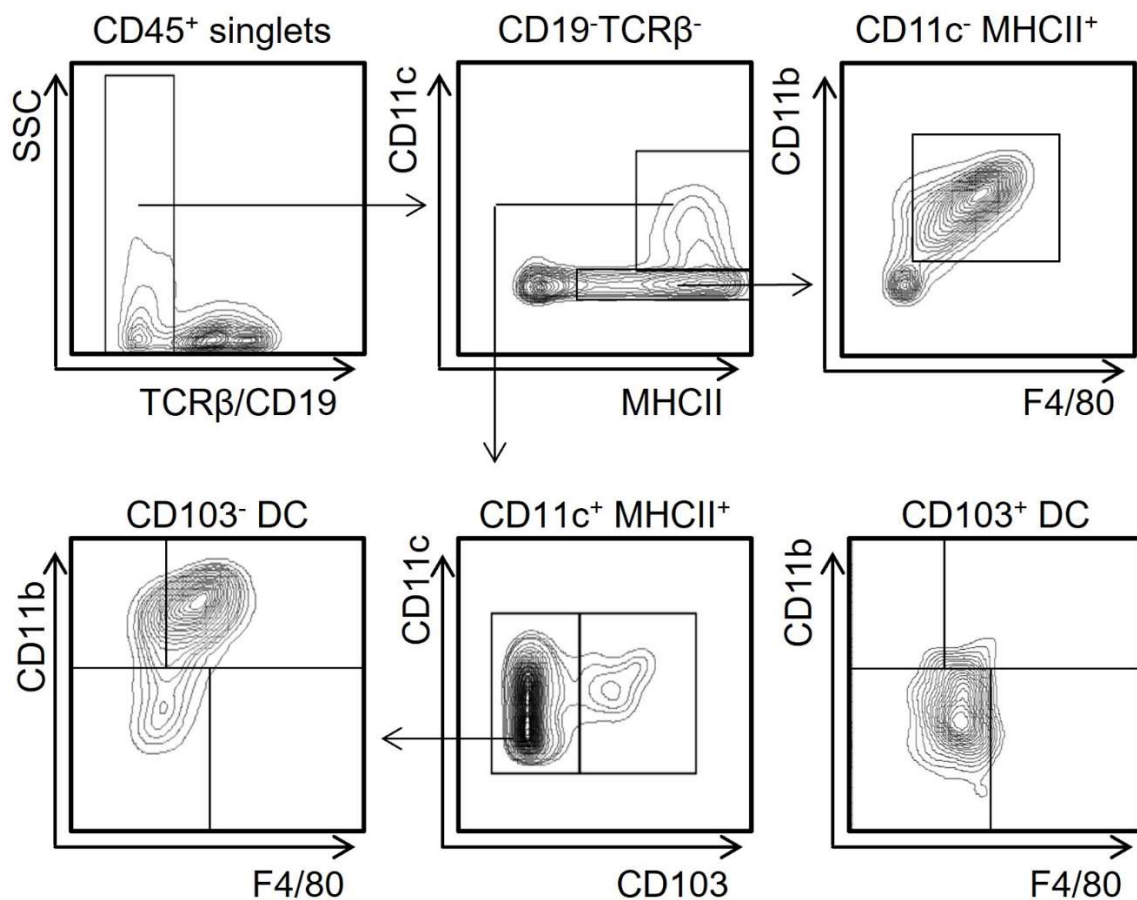 CD45⁺ singlets
SSC
TCRβ/CD19
CD19⁻TCRβ⁻
CD11c
MHCII
CD11c⁻ MHCII⁺
CD11b
F4/80
CD103⁻ DC
CD11b
F4/80
CD11c⁺ MHCII⁺
CD11c
CD103
CD103⁺ DC
CD11b
F4/80